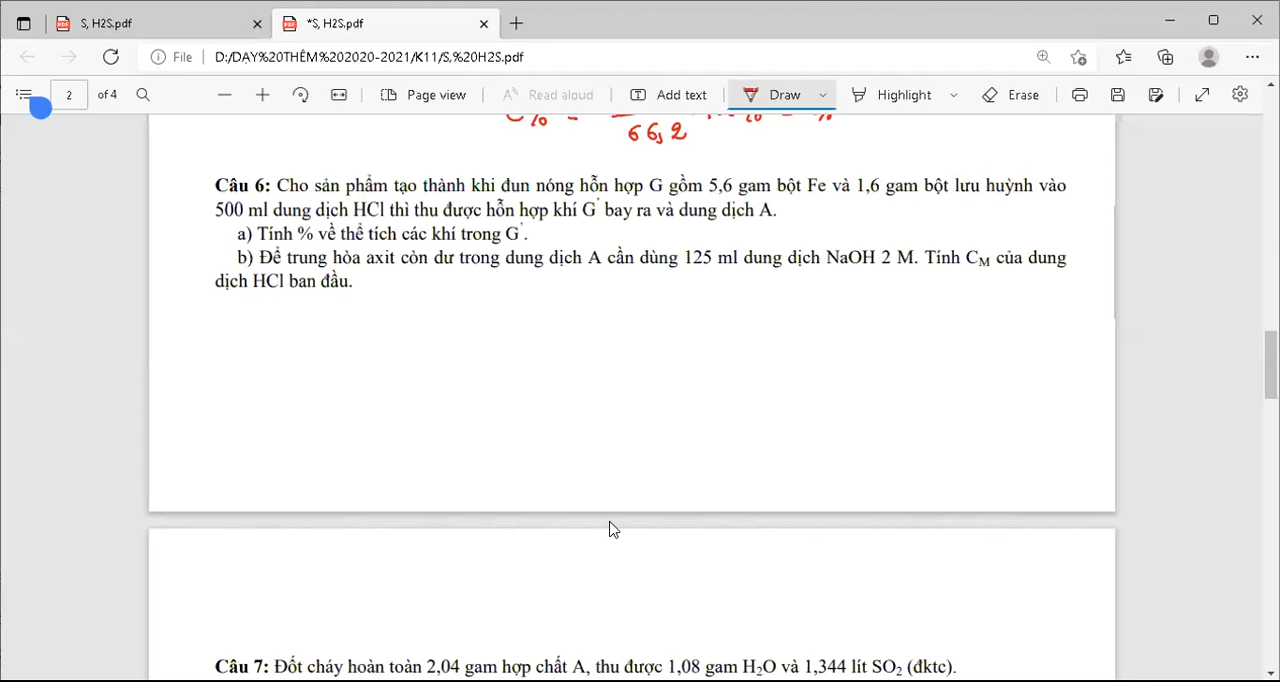 S, H2S.pdf
*S, H2S.pdf
File D:/DAY%20THÊM%202020-2021/K11/S,%20H2S.pdf
2 of 4 Page view Read aloud Add text Draw Highlight Erase
66,2
Câu 6: Cho sản phẩm tạo thành khi đun nóng hỗn hợp G gồm 5,6 gam bột Fe và 1,6 gam bột lưu huỳnh vào
500 ml dung dịch HCl thì thu được hỗn hợp khí G' bay ra và dung dịch A.
a) Tính % về thể tích các khí trong G'.
b) Để trung hòa axit còn dư trong dung dịch A cần dùng 125 ml dung dịch NaOH 2 M. Tính CM của dung
dịch HCl ban đầu.
Câu 7: Đốt cháy hoàn toàn 2,04 gam hợp chất A, thu được 1,08 gam H2O và 1,344 lít SO2 (đktc).